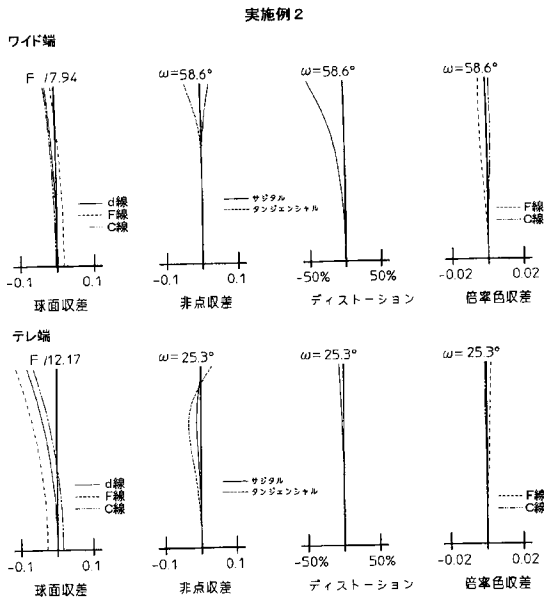 実施例2
ワイド端
F /7.94
ω=58.6°
ω=58.6°
ω=58.6°
d線
F線
C線
サジタル
タンジェンシャル
F線
C線
-0.1 0.1
-0.1 0.1
-50% 50%
-0.02 0.02
球面収差
非点収差
ディストーション
倍率色収差
テレ端
F /12.17
ω=25.3°
ω=25.3°
ω=25.3°
d線
F線
C線
サジタル
タンジェンシャル
F線
C線
-0.1 0.1
-0.1 0.1
-50% 50%
-0.02 0.02
球面収差
非点収差
ディストーション
倍率色収差